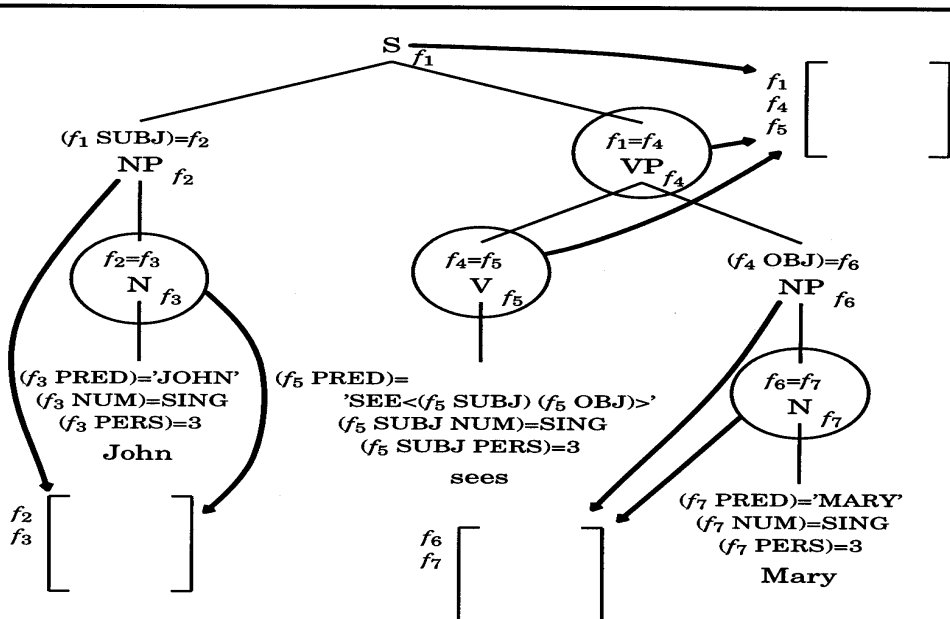 S f1
f1
f4
f5
(f1 SUBJ)=f2
NP f2
f1=f4
VP f4
f2=f3
N f3
f4=f5
V f5
(f4 OBJ)=f6
NP f6
(f3 PRED)='JOHN'
(f3 NUM)=SING
(f3 PERS)=3
John
(f5 PRED)=
'SEE<(f5 SUBJ) (f5 OBJ)>'
(f5 SUBJ NUM)=SING
(f5 SUBJ PERS)=3
sees
f6=f7
N f7
(f7 PRED)='MARY'
(f7 NUM)=SING
(f7 PERS)=3
Mary
f2
f3
f6
f7